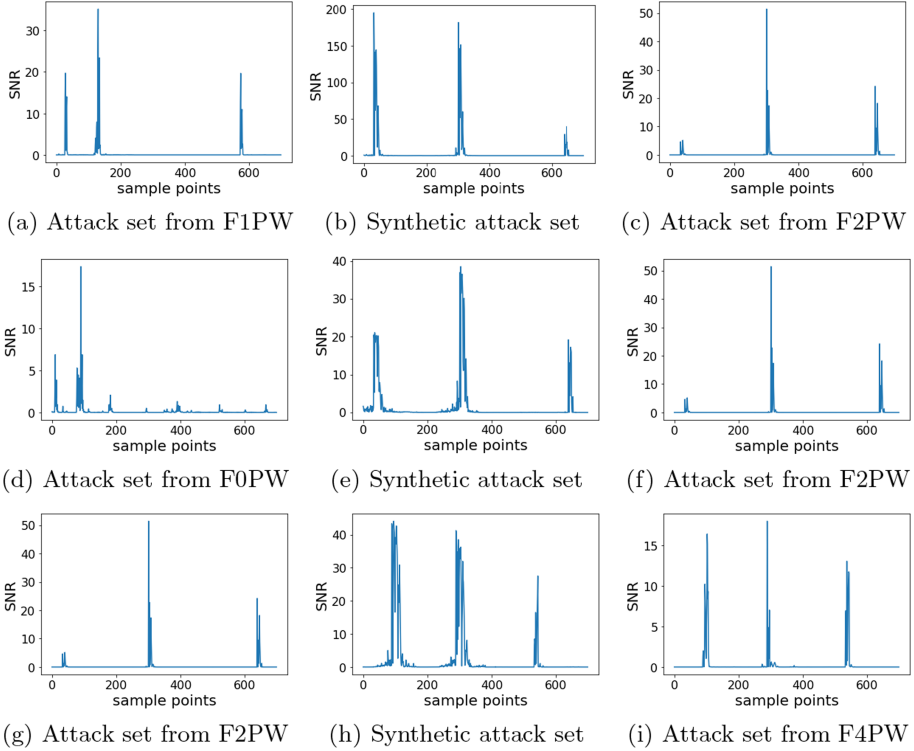 30
20
10
0
SNR
0 200 400 600
sample points
(a) Attack set from F1PW
200
150
100
50
0
SNR
0 200 400 600
sample points
(b) Synthetic attack set
50
40
30
20
10
0
SNR
0 200 400 600
sample points
(c) Attack set from F2PW
15
10
5
0
SNR
0 200 400 600
sample points
(d) Attack set from F0PW
40
30
20
10
0
SNR
0 200 400 600
sample points
(e) Synthetic attack set
50
40
30
20
10
0
SNR
0 200 400 600
sample points
(f) Attack set from F2PW
50
40
30
20
10
0
SNR
0 200 400 600
sample points
(g) Attack set from F2PW
40
30
20
10
0
SNR
0 200 400 600
sample points
(h) Synthetic attack set
15
10
5
0
SNR
0 200 400 600
sample points
(i) Attack set from F4PW